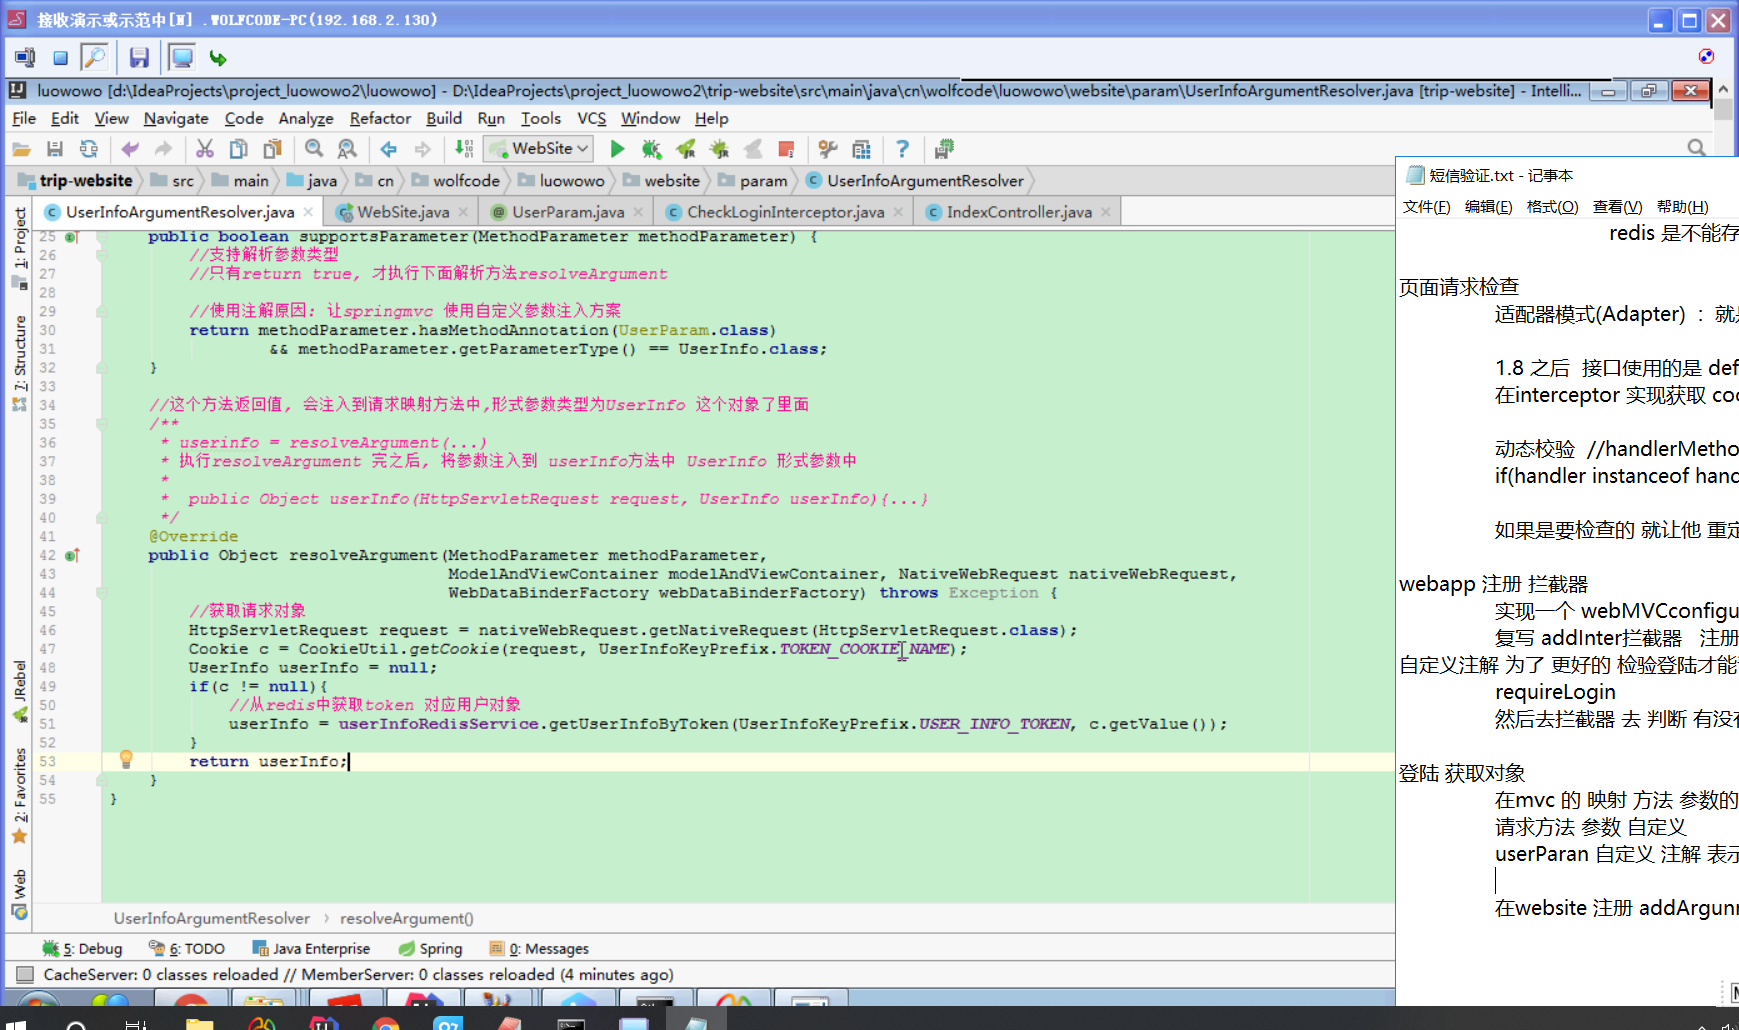 接收演示或示范中[W] .WOLFCODE-PC(192.168.2.130)
luowowo [d:\IdeaProjects\project_luowowo2\luowowo] - D:\IdeaProjects\project_luowowo2\trip-website\src\main\java\cn\wolfcode\luowowo\website\param\UserInfoArgumentResolver.java [trip-website] - Intelli...
File Edit View Navigate Code Analyze Refactor Build Run Tools VCS Window Help
WebSite
trip-website src main java cn wolfcode luowowo website param UserInfoArgumentResolver
UserInfoArgumentResolver.java WebSite.java UserParam.java CheckLoginInterceptor.java IndexController.java
1: Project
7: Structure
JRebel
2: Favorites
Web
25 public boolean supportsParameter(MethodParameter methodParameter) {
26 //支持解析参数类型
27 //只有return true, 才执行下面解析方法resolveArgument
28
29 //使用注解原因: 让springmvc 使用自定义参数注入方案
30 return methodParameter.hasMethodAnnotation(UserParam.class)
31 && methodParameter.getParameterType() == UserInfo.class;
32 }
33
34 //这个方法返回值, 会注入到请求映射方法中,形式参数类型为UserInfo 这个对象了里面
35 /**
36 * userinfo = resolveArgument(...)
37 * 执行resolveArgument 完之后, 将参数注入到 userInfo方法中 UserInfo 形式参数中
38 *
39 * public Object userInfo(HttpServletRequest request, UserInfo userInfo){...}
40 */
41 @Override
42 public Object resolveArgument(MethodParameter methodParameter,
43 ModelAndViewContainer modelAndViewContainer, NativeWebRequest nativeWebRequest,
44 WebDataBinderFactory webDataBinderFactory) throws Exception {
45 //获取请求对象
46 HttpServletRequest request = nativeWebRequest.getNativeRequest(HttpServletRequest.class);
47 Cookie c = CookieUtil.getCookie(request, UserInfoKeyPrefix.TOKEN_COOKIE_NAME);
48 UserInfo userInfo = null;
49 if(c != null){
50 //从redis中获取token 对应用户对象
51 userInfo = userInfoRedisService.getUserInfoByToken(UserInfoKeyPrefix.USER_INFO_TOKEN, c.getValue());
52 }
53 return userInfo;
54 }
55 }
UserInfoArgumentResolver › resolveArgument()
5: Debug 6: TODO Java Enterprise Spring 0: Messages
CacheServer: 0 classes reloaded // MemberServer: 0 classes reloaded (4 minutes ago)
短信验证.txt - 记事本
文件(F) 编辑(E) 格式(O) 查看(V) 帮助(H)
redis 是不能存
页面请求检查
适配器模式(Adapter) ： 就
1.8 之后 接口使用的是 def
在interceptor 实现获取 coo
动态校验 //handlerMetho
if(handler instanceof hand
如果是要检查的 就让他 重定
webapp 注册 拦截器
实现一个 webMVCconfigu
复写 addInter拦截器 注册
自定义注解 为了 更好的 检验登陆才能
requireLogin
然后去拦截器 去 判断 有没有
登陆 获取对象
在mvc 的 映射 方法 参数的
请求方法 参数 自定义
userParan 自定义 注解 表示
在website 注册 addArgun